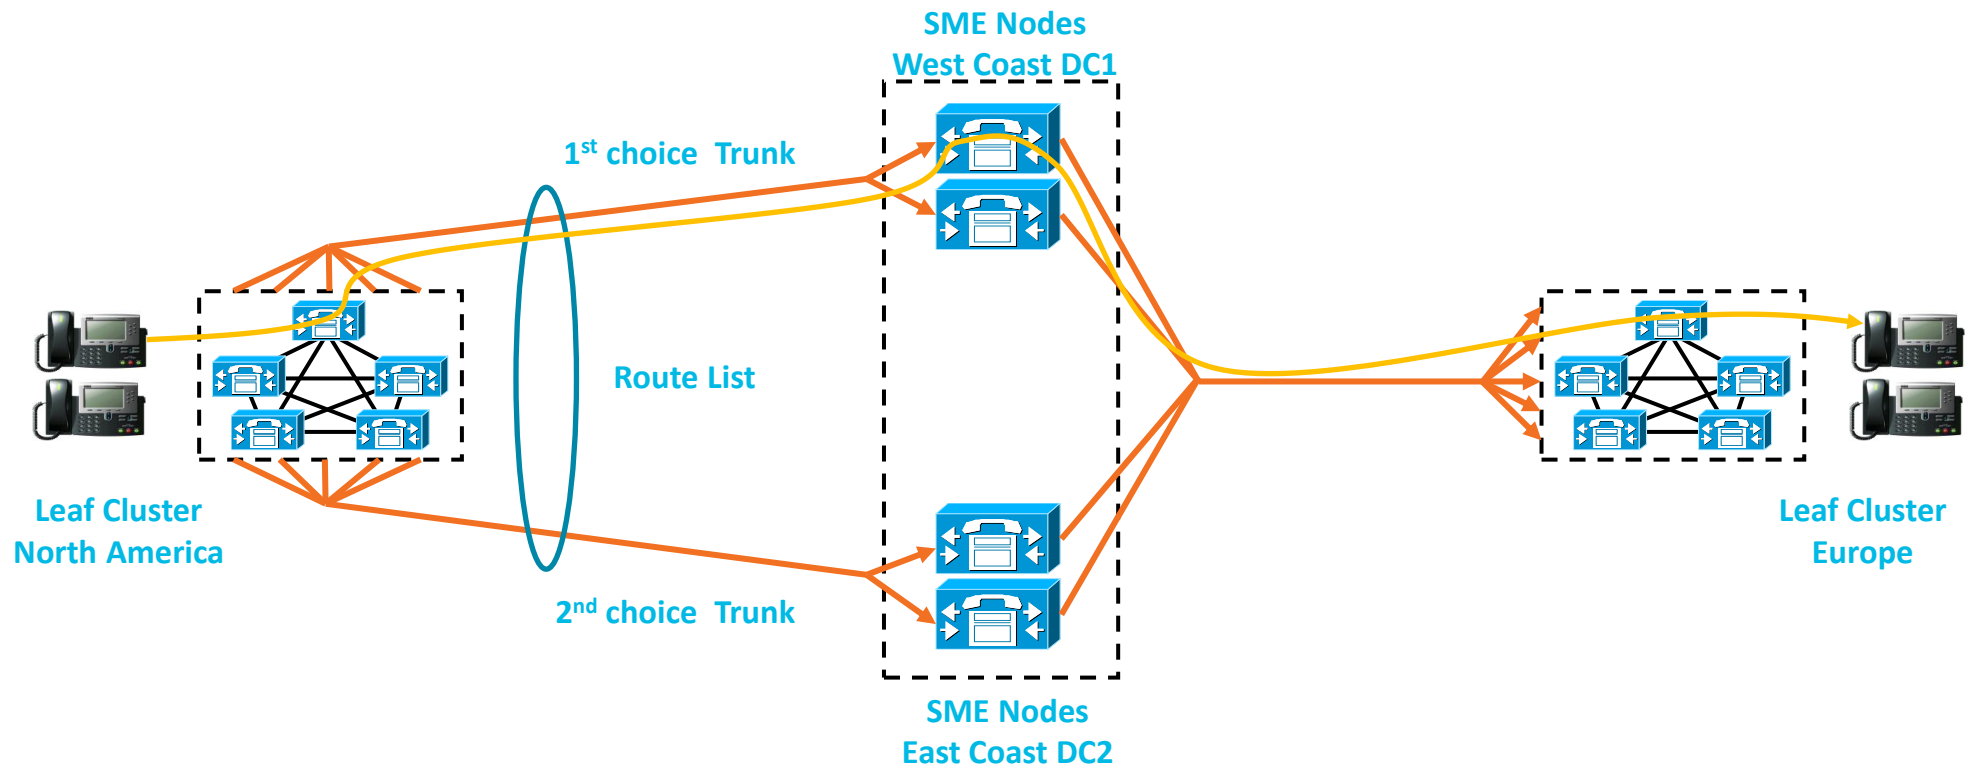 SME Nodes
West Coast DC1
1st choice Trunk
Route List
Leaf Cluster
North America
Leaf Cluster
Europe
2nd choice Trunk
SME Nodes
East Coast DC2